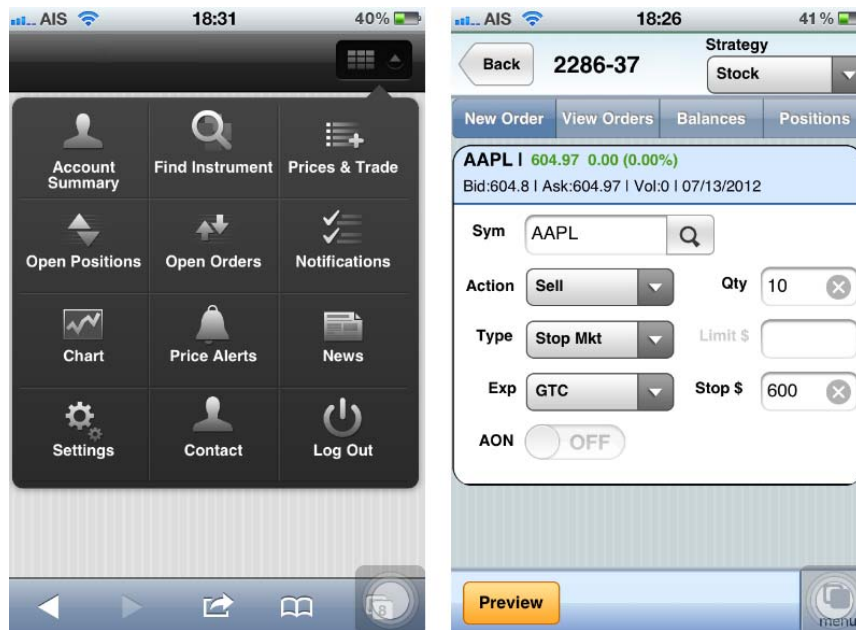 AIS 18:31 40%
Account Summary
Find Instrument
Prices & Trade
Open Positions
Open Orders
Notifications
Chart
Price Alerts
News
Settings
Contact
Log Out
8
AIS 18:26 41%
Back
2286-37
Strategy
Stock
New Order View Orders Balances Positions
AAPL | 604.97 0.00 (0.00%)
Bid:604.8 | Ask:604.97 | Vol:0 | 07/13/2012
Sym AAPL
Action Sell Qty 10
Type Stop Mkt Limit $
Exp GTC Stop $ 600
AON OFF
Preview
menu